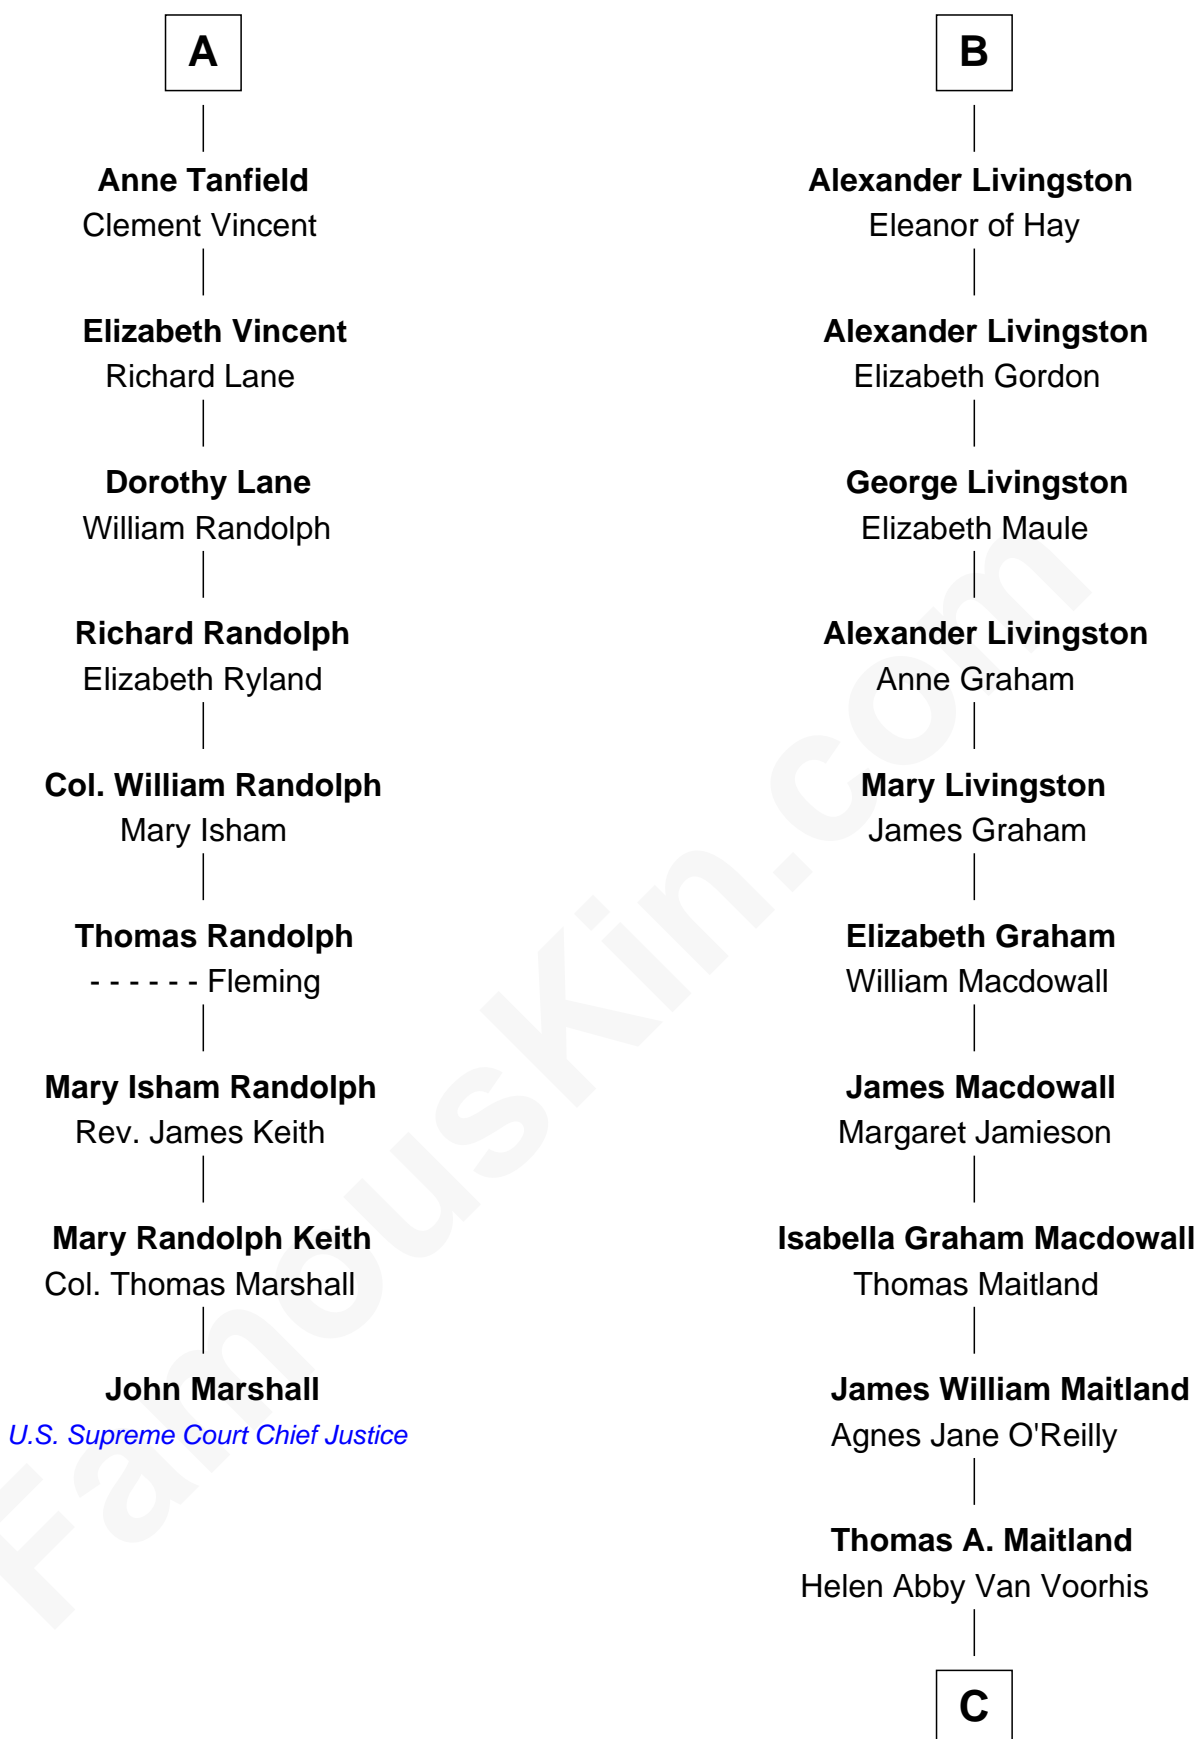 A
Anne Tanfield
Clement Vincent
Elizabeth Vincent
Richard Lane
Dorothy Lane
William Randolph
Richard Randolph
Elizabeth Ryland
Col. William Randolph
Mary Isham
Thomas Randolph
- - - - - - Fleming
Mary Isham Randolph
Rev. James Keith
Mary Randolph Keith
Col. Thomas Marshall
John Marshall
U.S. Supreme Court Chief Justice
B
Alexander Livingston
Eleanor of Hay
Alexander Livingston
Elizabeth Gordon
George Livingston
Elizabeth Maule
Alexander Livingston
Anne Graham
Mary Livingston
James Graham
Elizabeth Graham
William Macdowall
James Macdowall
Margaret Jamieson
Isabella Graham Macdowall
Thomas Maitland
James William Maitland
Agnes Jane O'Reilly
Thomas A. Maitland
Helen Abby Van Voorhis
C
FamousKin.com